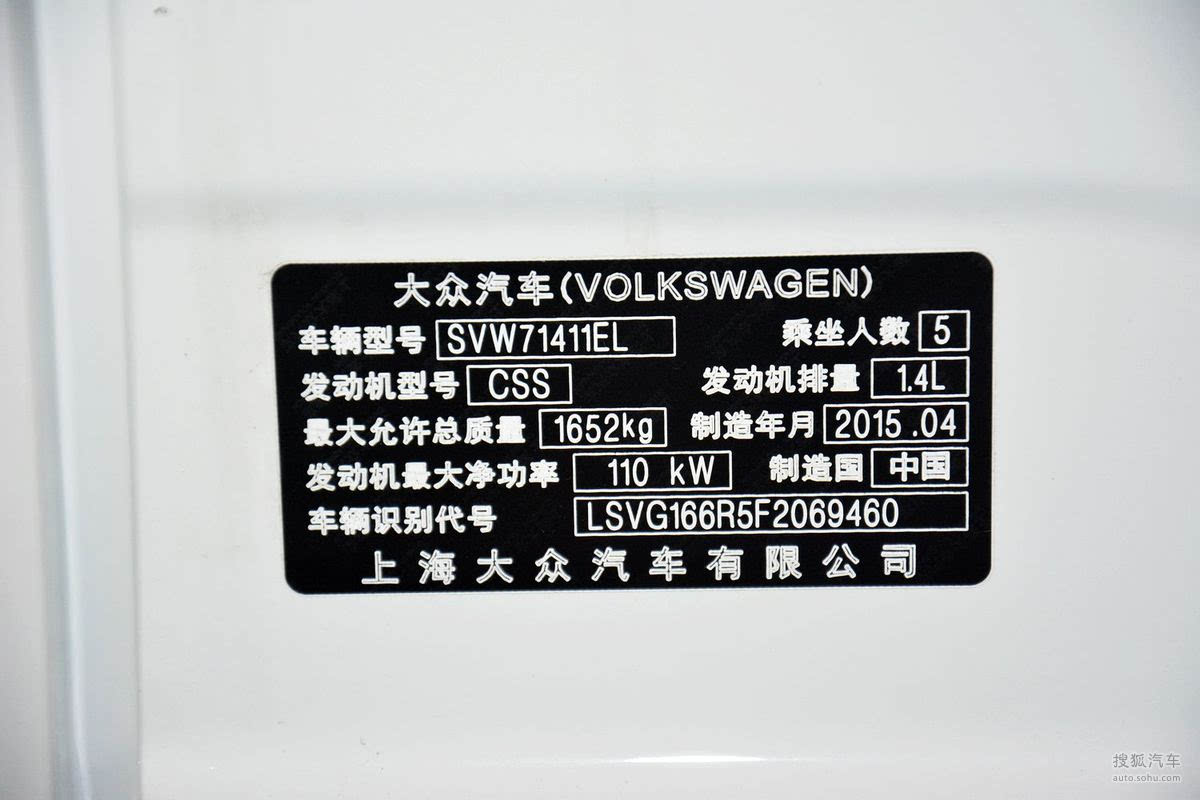 大众汽车(VOLKSWAGEN)
车辆型号 SVW71411EL 乘坐人数 5
发动机型号 CSS 发动机排量 1.4L
最大允许总质量 1652kg 制造年月 2015.04
发动机最大净功率 110 kW 制造国 中国
车辆识别代号 LSVG166R5F2069460
上海大众汽车有限公司
搜狐汽车
auto.sohu.com